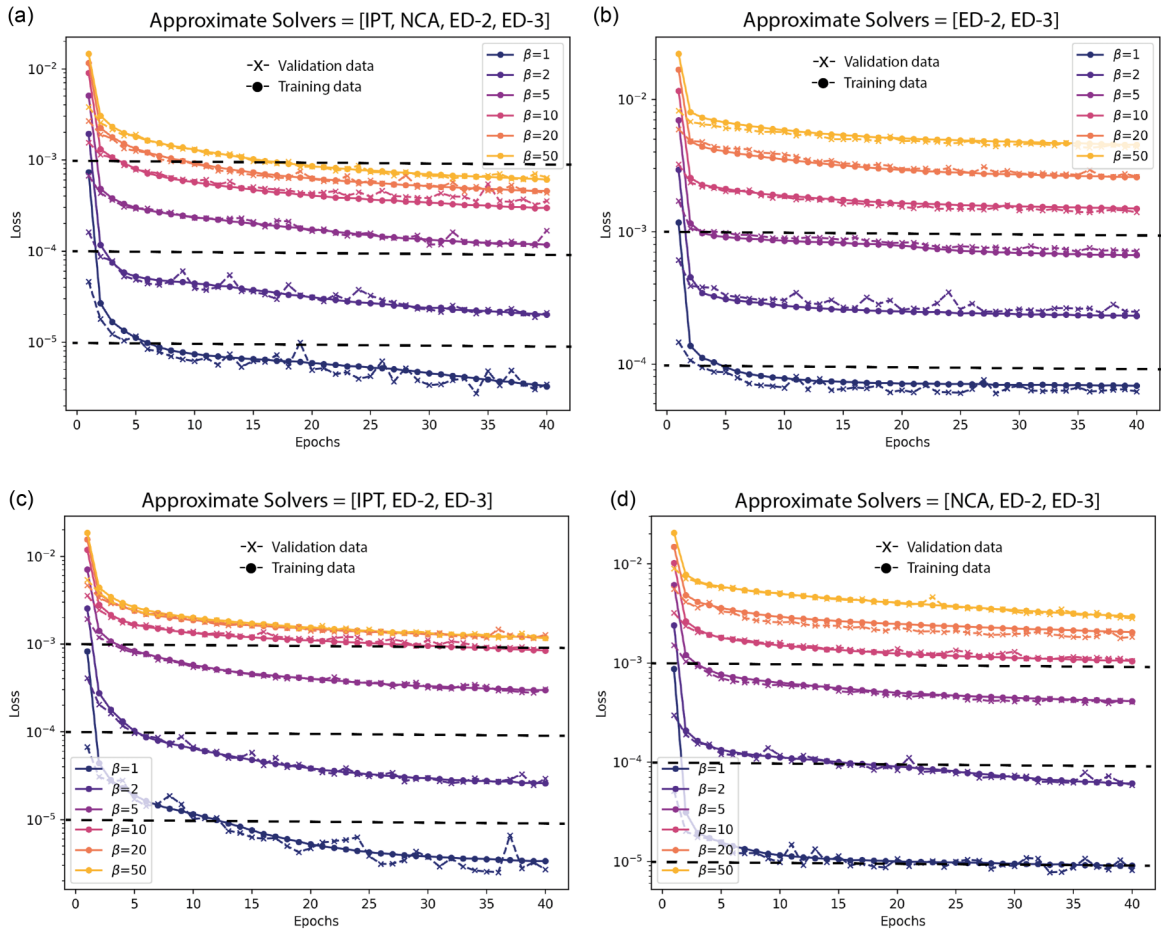 (a)
Approximate Solvers = [IPT, NCA, ED-2, ED-3]
-X- Validation data
-●- Training data
β=1
β=2
β=5
β=10
β=20
β=50
Loss
10⁻²
10⁻³
10⁻⁴
10⁻⁵
0 5 10 15 20 25 30 35 40
Epochs
(b)
Approximate Solvers = [ED-2, ED-3]
-X- Validation data
-●- Training data
β=1
β=2
β=5
β=10
β=20
β=50
Loss
10⁻²
10⁻³
10⁻⁴
0 5 10 15 20 25 30 35 40
Epochs
(c)
Approximate Solvers = [IPT, ED-2, ED-3]
-X- Validation data
-●- Training data
Loss
10⁻²
10⁻³
10⁻⁴
10⁻⁵
β=1
β=2
β=5
β=10
β=20
β=50
0 5 10 15 20 25 30 35 40
Epochs
(d)
Approximate Solvers = [NCA, ED-2, ED-3]
-X- Validation data
-●- Training data
Loss
10⁻²
10⁻³
10⁻⁴
10⁻⁵
β=1
β=2
β=5
β=10
β=20
β=50
0 5 10 15 20 25 30 35 40
Epochs